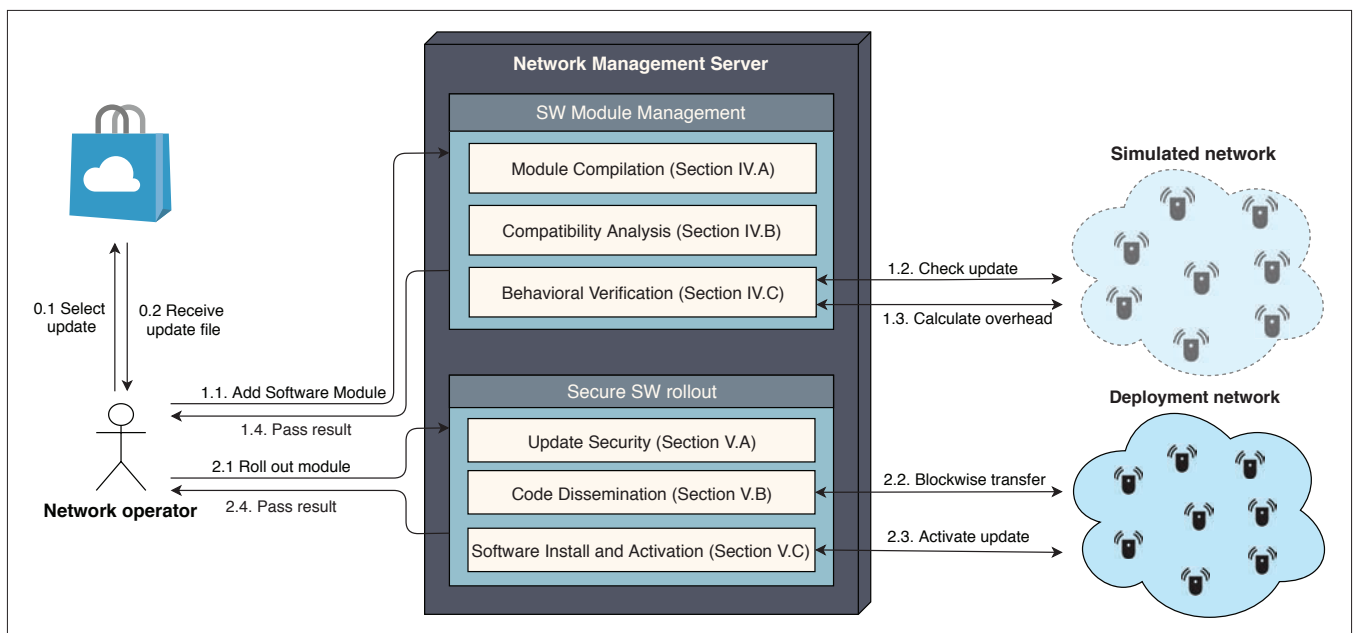 Network Management Server
SW Module Management
Module Compilation (Section IV.A)
Compatibility Analysis (Section IV.B)
Behavioral Verification (Section IV.C)
Simulated network
1.2. Check update
1.3. Calculate overhead
0.1 Select
update
0.2 Receive
update file
1.1. Add Software Module
1.4. Pass result
2.1 Roll out module
2.4. Pass result
Network operator
Secure SW rollout
Update Security (Section V.A)
Code Dissemination (Section V.B)
Software Install and Activation (Section V.C)
Deployment network
2.2. Blockwise transfer
2.3. Activate update